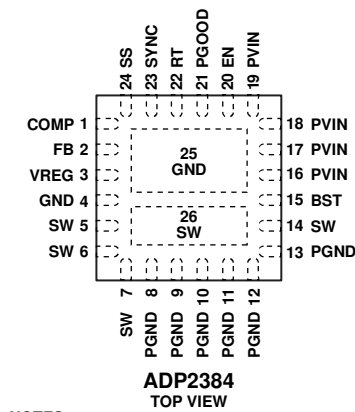 24 SS
23 SYNC
22 RT
21 PGOOD
20 EN
19 PVIN
COMP 1
FB 2
VREG 3
GND 4
SW 5
SW 6
25
GND
26
SW
18 PVIN
17 PVIN
16 PVIN
15 BST
14 SW
13 PGND
SW 7
PGND 8
PGND 9
PGND 10
PGND 11
PGND 12
ADP2384
TOP VIEW